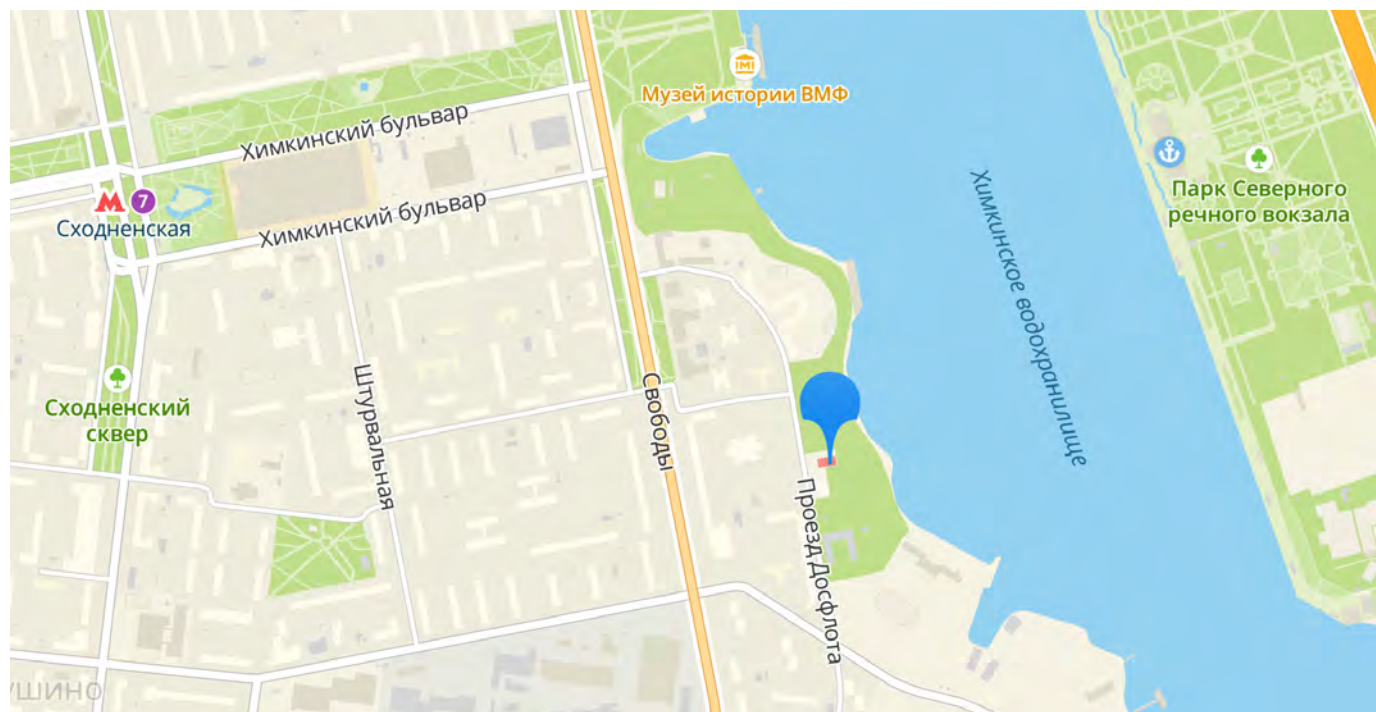 Музей истории ВМФ
Химкинский бульвар
7
Сходненская
Химкинский бульвар
Парк Северного
речного вокзала
Химкинское водохранилище
Сходненский
сквер
Штурвальная
Свободы
Проезд Досфлота
ушино